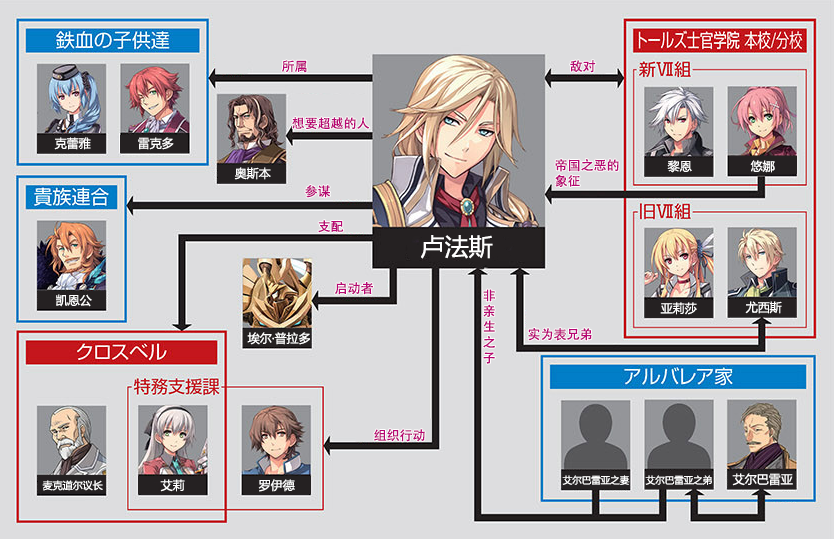 鉄血の子供達
克蕾雅
雷克多
所属
奥斯本
想要超越的人
卢法斯
敌对
トールズ士官学院 本校/分校
新Ⅶ組
黎恩
悠娜
帝国之恶的
象征
旧Ⅶ組
亚莉莎
尤西斯
貴族連合
凯恩公
参谋
支配
启动者
埃尔·普拉多
非亲生之子
实为表兄弟
クロスベル
特務支援課
麦克道尔议长
艾莉
罗伊德
组织行动
アルバレア家
艾尔巴雷亚之妻
艾尔巴雷亚之弟
艾尔巴雷亚